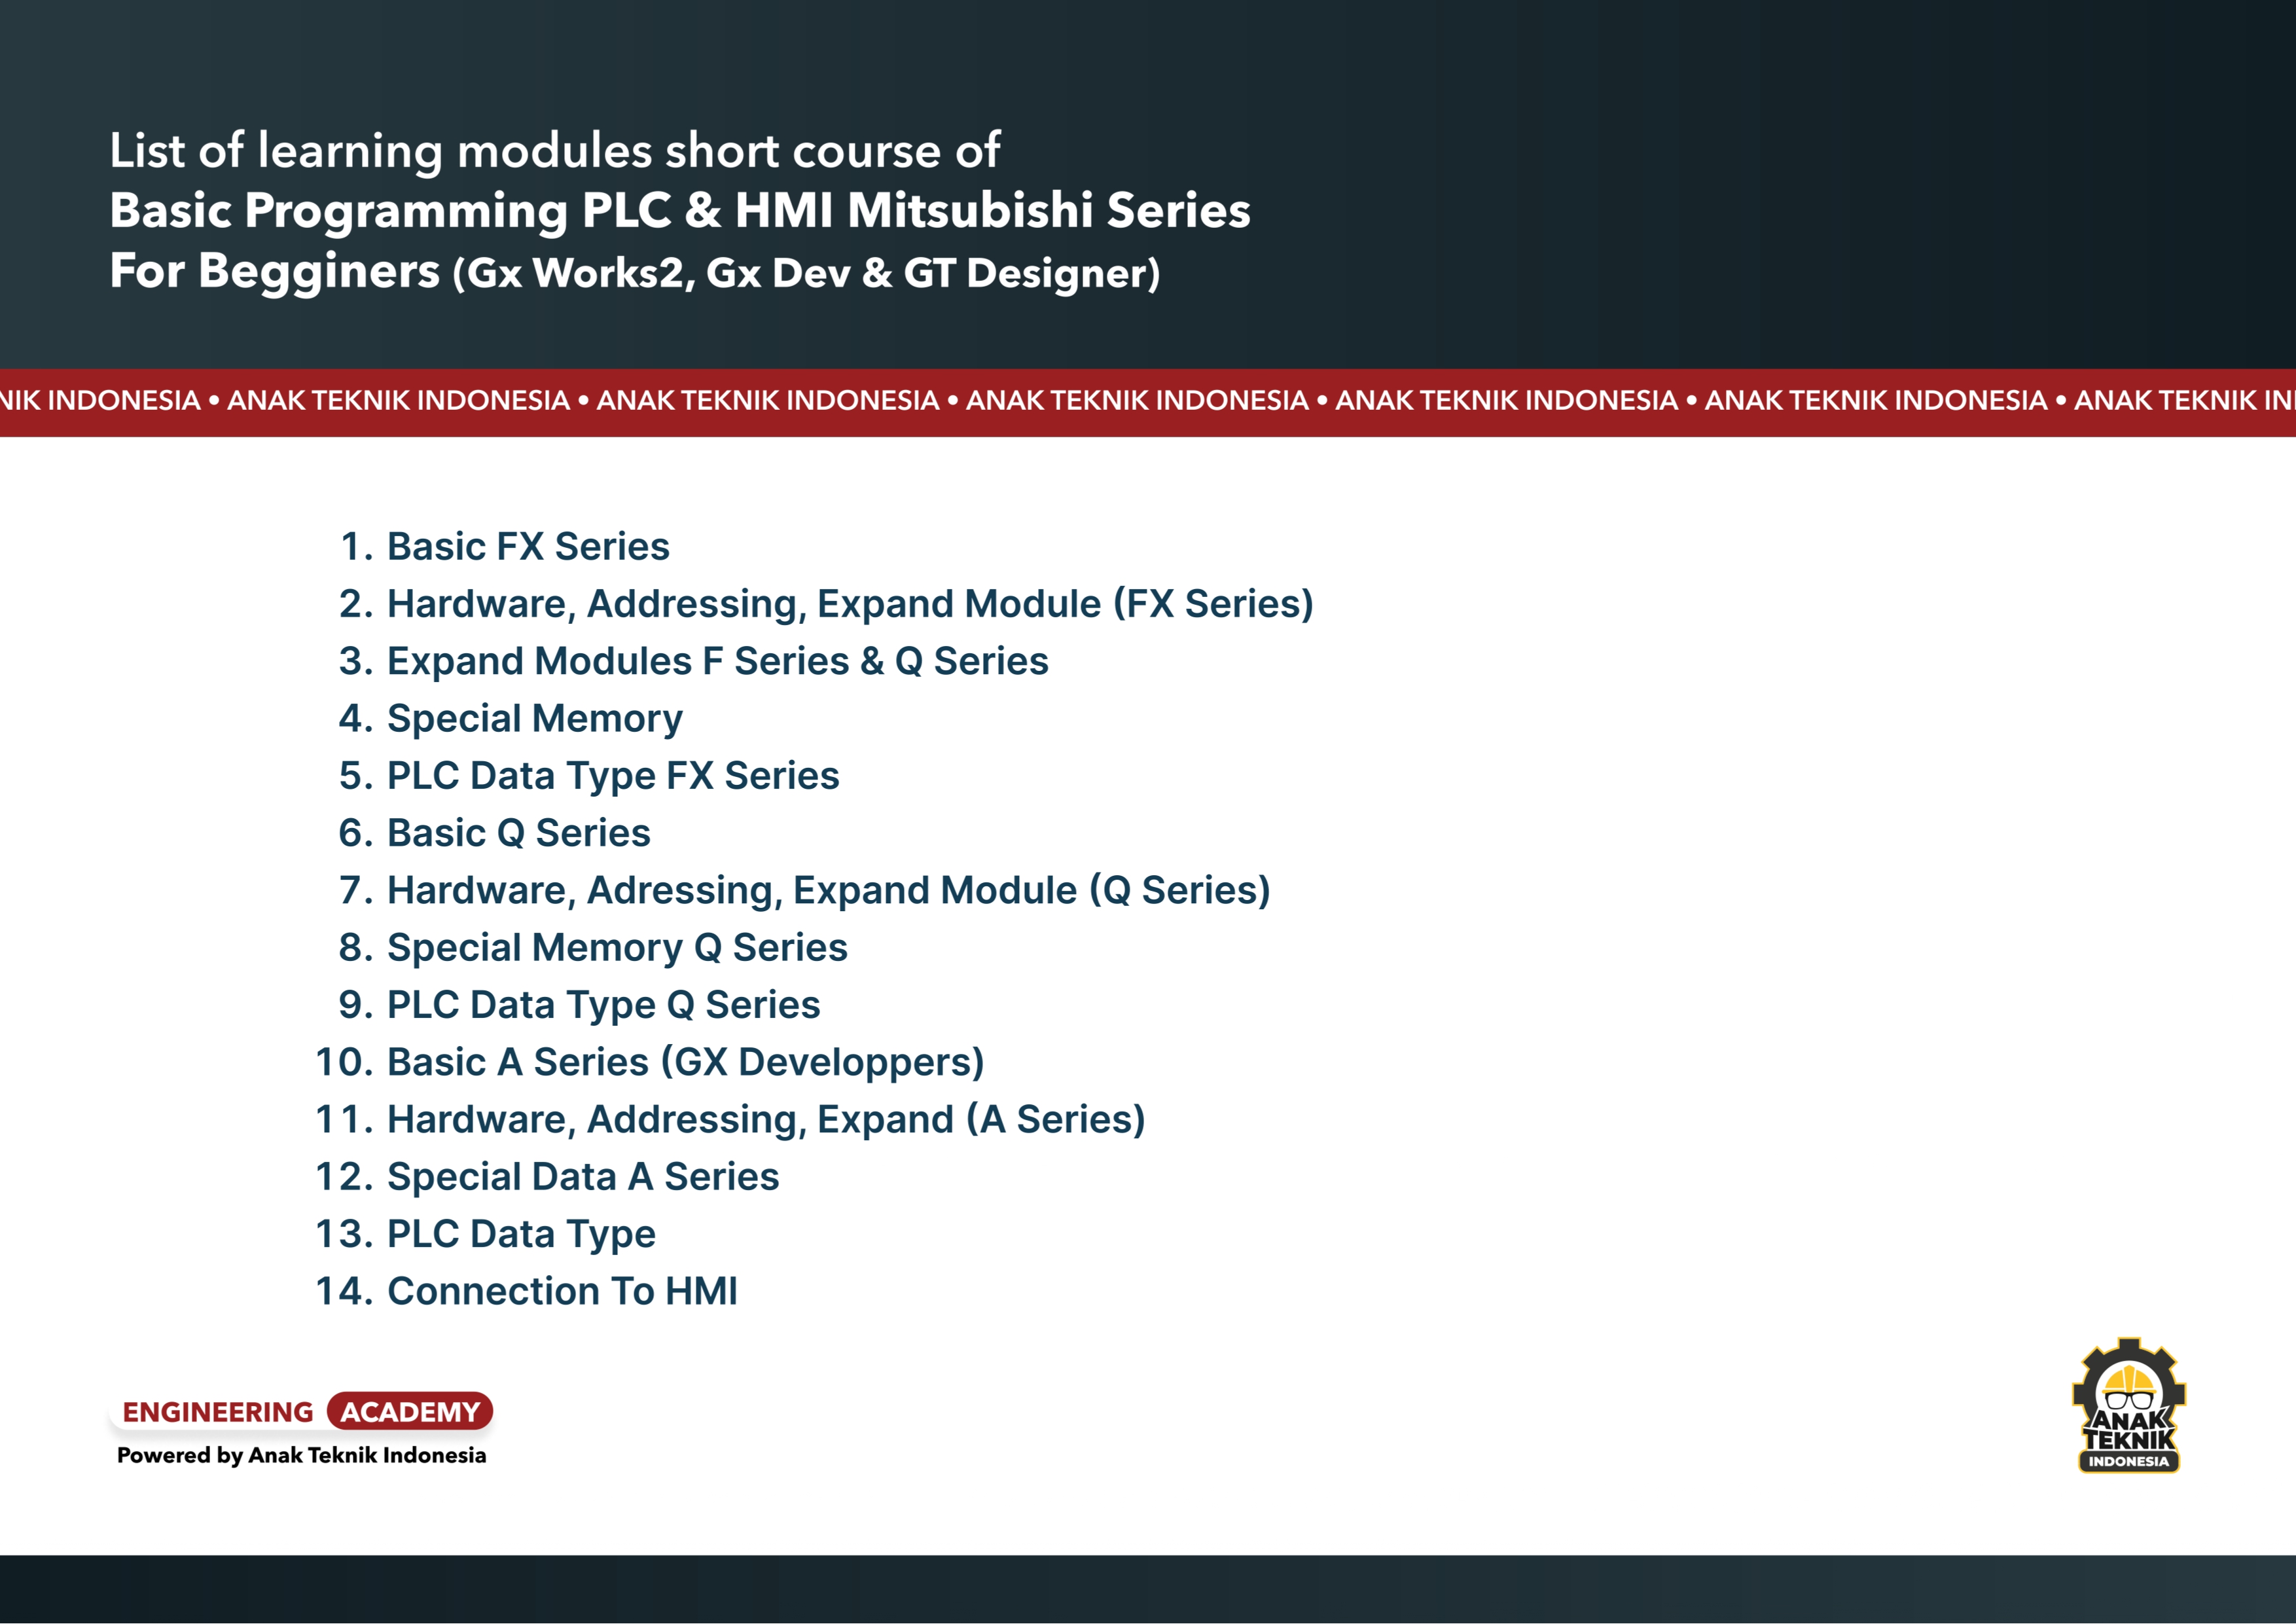 List of learning modules short course of
Basic Programming PLC & HMI Mitsubishi Series
For Begginers (Gx Works2, Gx Dev & GT Designer)
NIK INDONESIA • ANAK TEKNIK INDONESIA • ANAK TEKNIK INDONESIA • ANAK TEKNIK INDONESIA • ANAK TEKNIK INDONESIA • ANAK TEKNIK INDONESIA • ANAK TEKNIK IN
1. Basic FX Series
2. Hardware, Addressing, Expand Module (FX Series)
3. Expand Modules F Series & Q Series
4. Special Memory
5. PLC Data Type FX Series
6. Basic Q Series
7. Hardware, Adressing, Expand Module (Q Series)
8. Special Memory Q Series
9. PLC Data Type Q Series
10. Basic A Series (GX Developpers)
11. Hardware, Addressing, Expand (A Series)
12. Special Data A Series
13. PLC Data Type
14. Connection To HMI
ENGINEERING ACADEMY
Powered by Anak Teknik Indonesia
ANAK
TEKNIK
INDONESIA